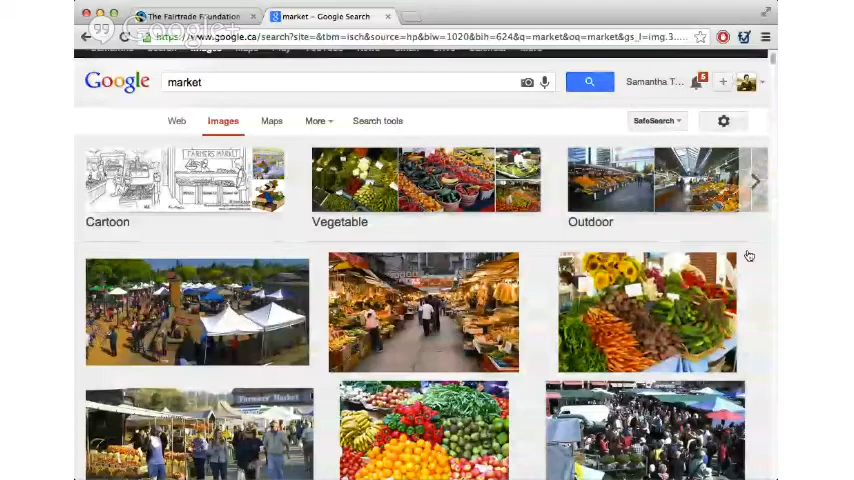 The Fairtrade Foundation
market – Google Search
Google+
https://www.google.ca/search?site=&tbm=isch&source=hp&biw=1020&bih=624&q=market&oq=market&gs_l=img.3....
Google
market
Samantha T...
5
+
Web
Images
Maps
More
Search tools
SafeSearch
FARMERS MARKET
Cartoon
Vegetable
Outdoor
Farmers Market